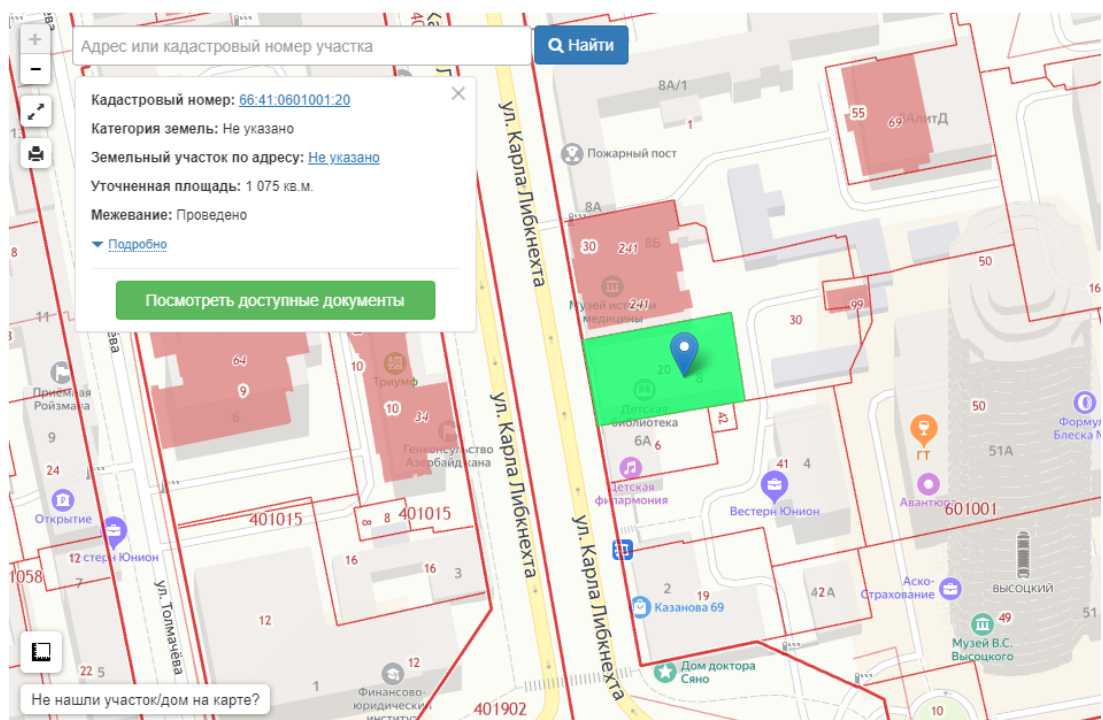 Адрес или кадастровый номер участка
Найти
Кадастровый номер: 66:41:0601001:20
Категория земель: Не указано
Земельный участок по адресу: Не указано
Уточненная площадь: 1 075 кв.м.
Межевание: Проведено
Подробно
Посмотреть доступные документы
8А/1
1
Пожарный пост
55
69
8А
30
241
8Б
241
Музей истории
медицины
ул. Карла Либкнехта
ул. Карла Либкнехта
ул. Карла Либкнехта
50
16
99
30
20
8
Детская
библиотека
42
6А
6
Детская
филармония
41
4
Вестерн Юнион
ГТ
50
51А
601001
8
11
Приёмная
Ройзмана
9
24
Открытие
64
9
6
10
Триумф
10
34
Генконсульство
Азербайджана
401015
8
8
401015
12
7
1058
16
16
3
ул. Толмачёва
12
2
19
Казанова 69
42А
Аско-
Страхование
высоцкий
49
51
Музей В.С.
Высоцкого
Дом доктора
Сяно
22
5
1
12
Финансово-
юридический
401902
10
Не нашли участок/дом на карте?